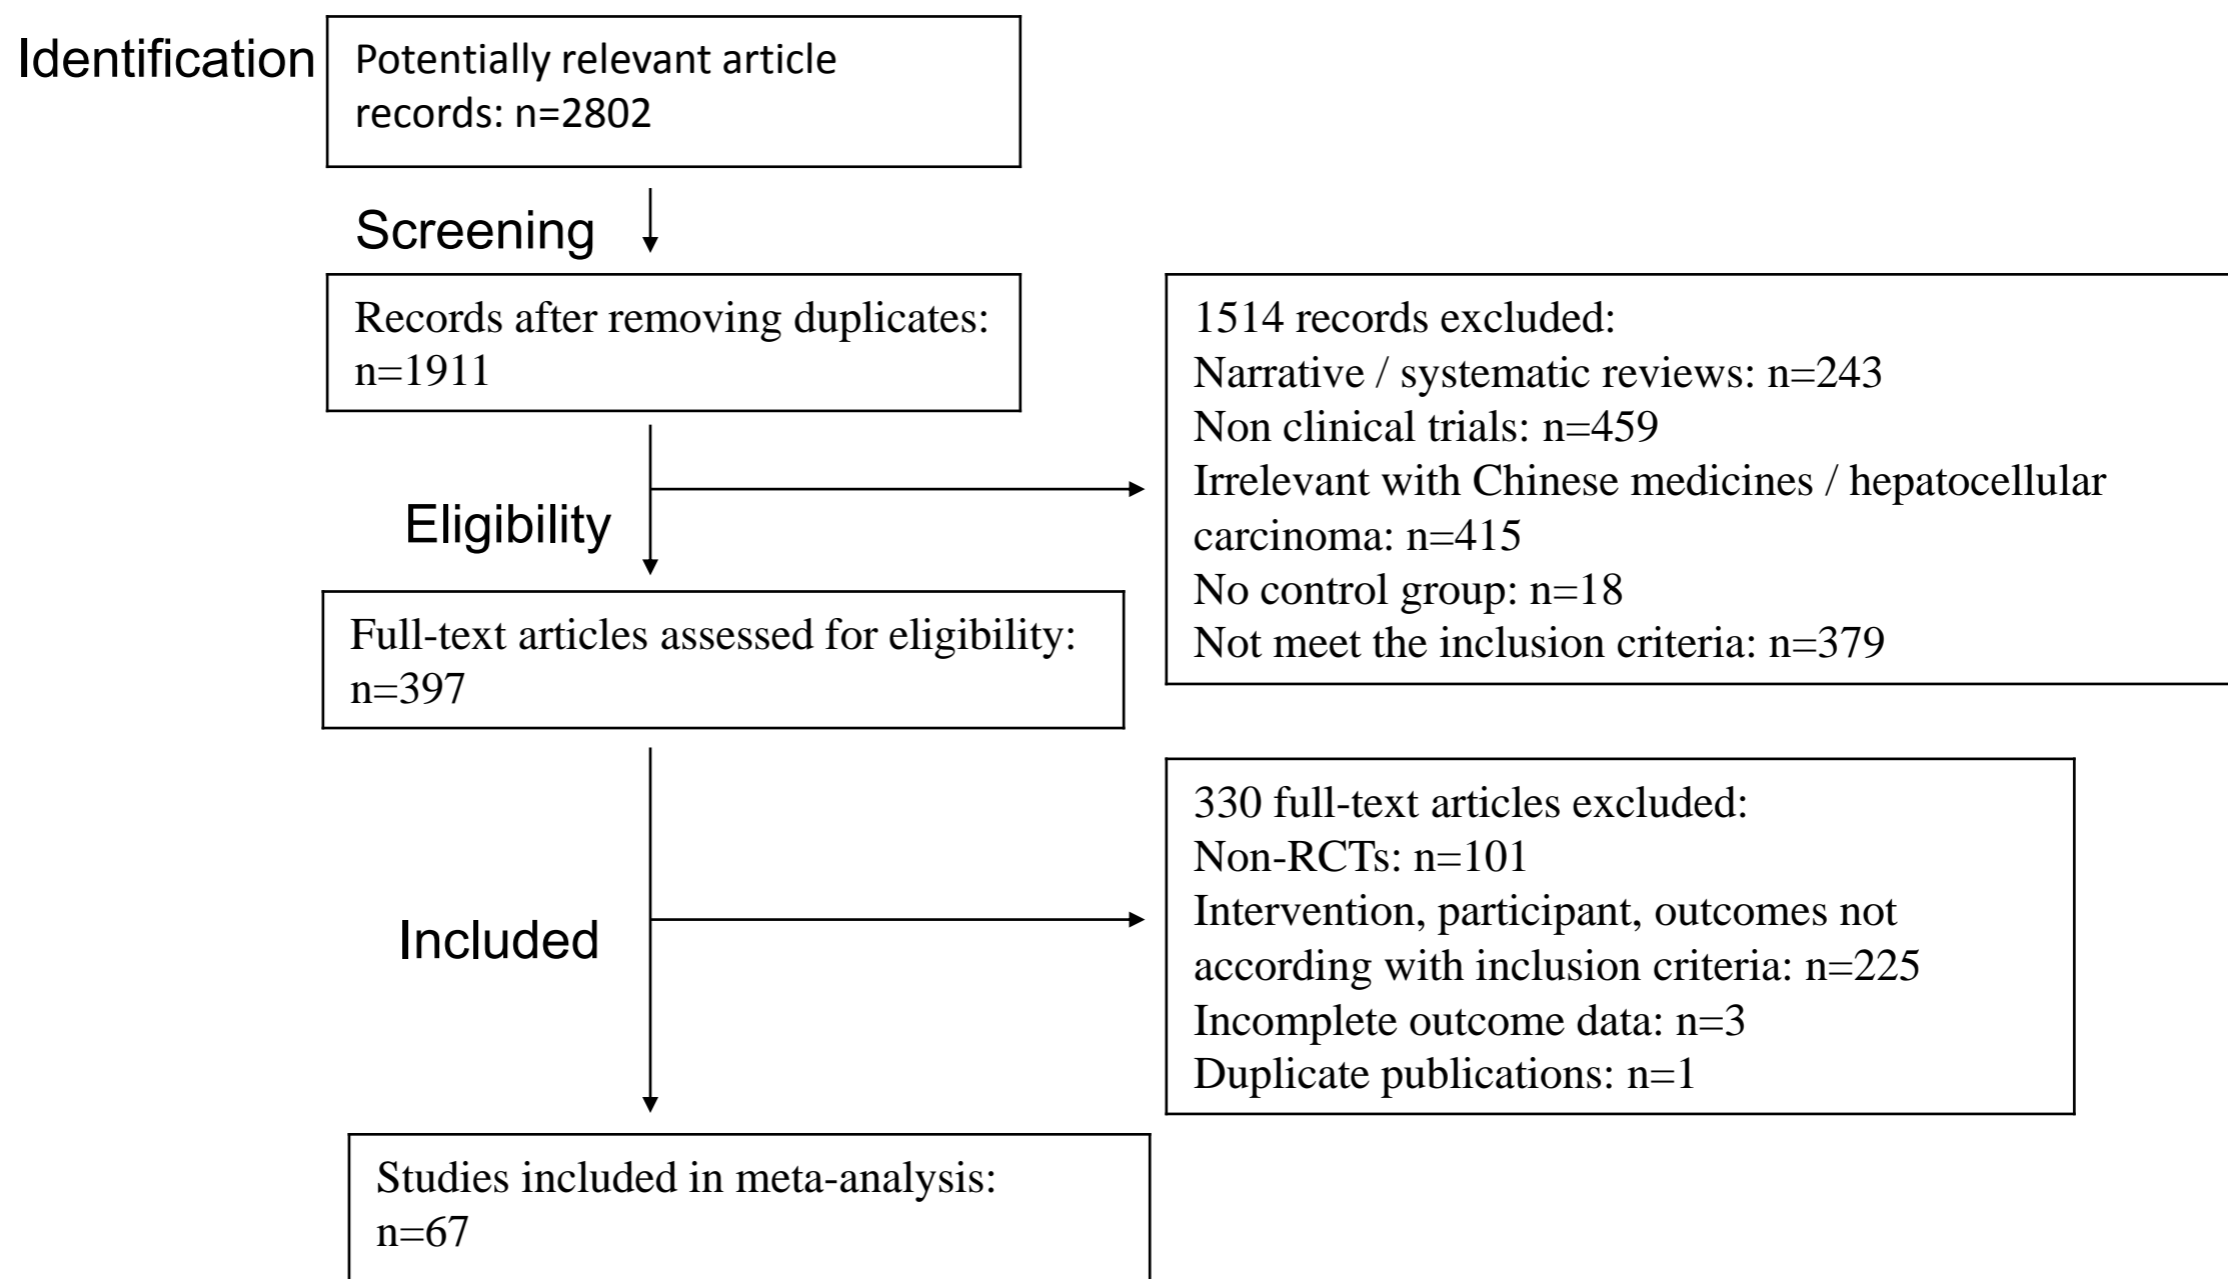 Identification
Potentially relevant article
records: n=2802
Screening
Records after removing duplicates:
n=1911
1514 records excluded:
Narrative / systematic reviews: n=243
Non clinical trials: n=459
Irrelevant with Chinese medicines / hepatocellular
carcinoma: n=415
No control group: n=18
Not meet the inclusion criteria: n=379
Eligibility
Full-text articles assessed for eligibility:
n=397
330 full-text articles excluded:
Non-RCTs: n=101
Intervention, participant, outcomes not
according with inclusion criteria: n=225
Incomplete outcome data: n=3
Duplicate publications: n=1
Included
Studies included in meta-analysis:
n=67